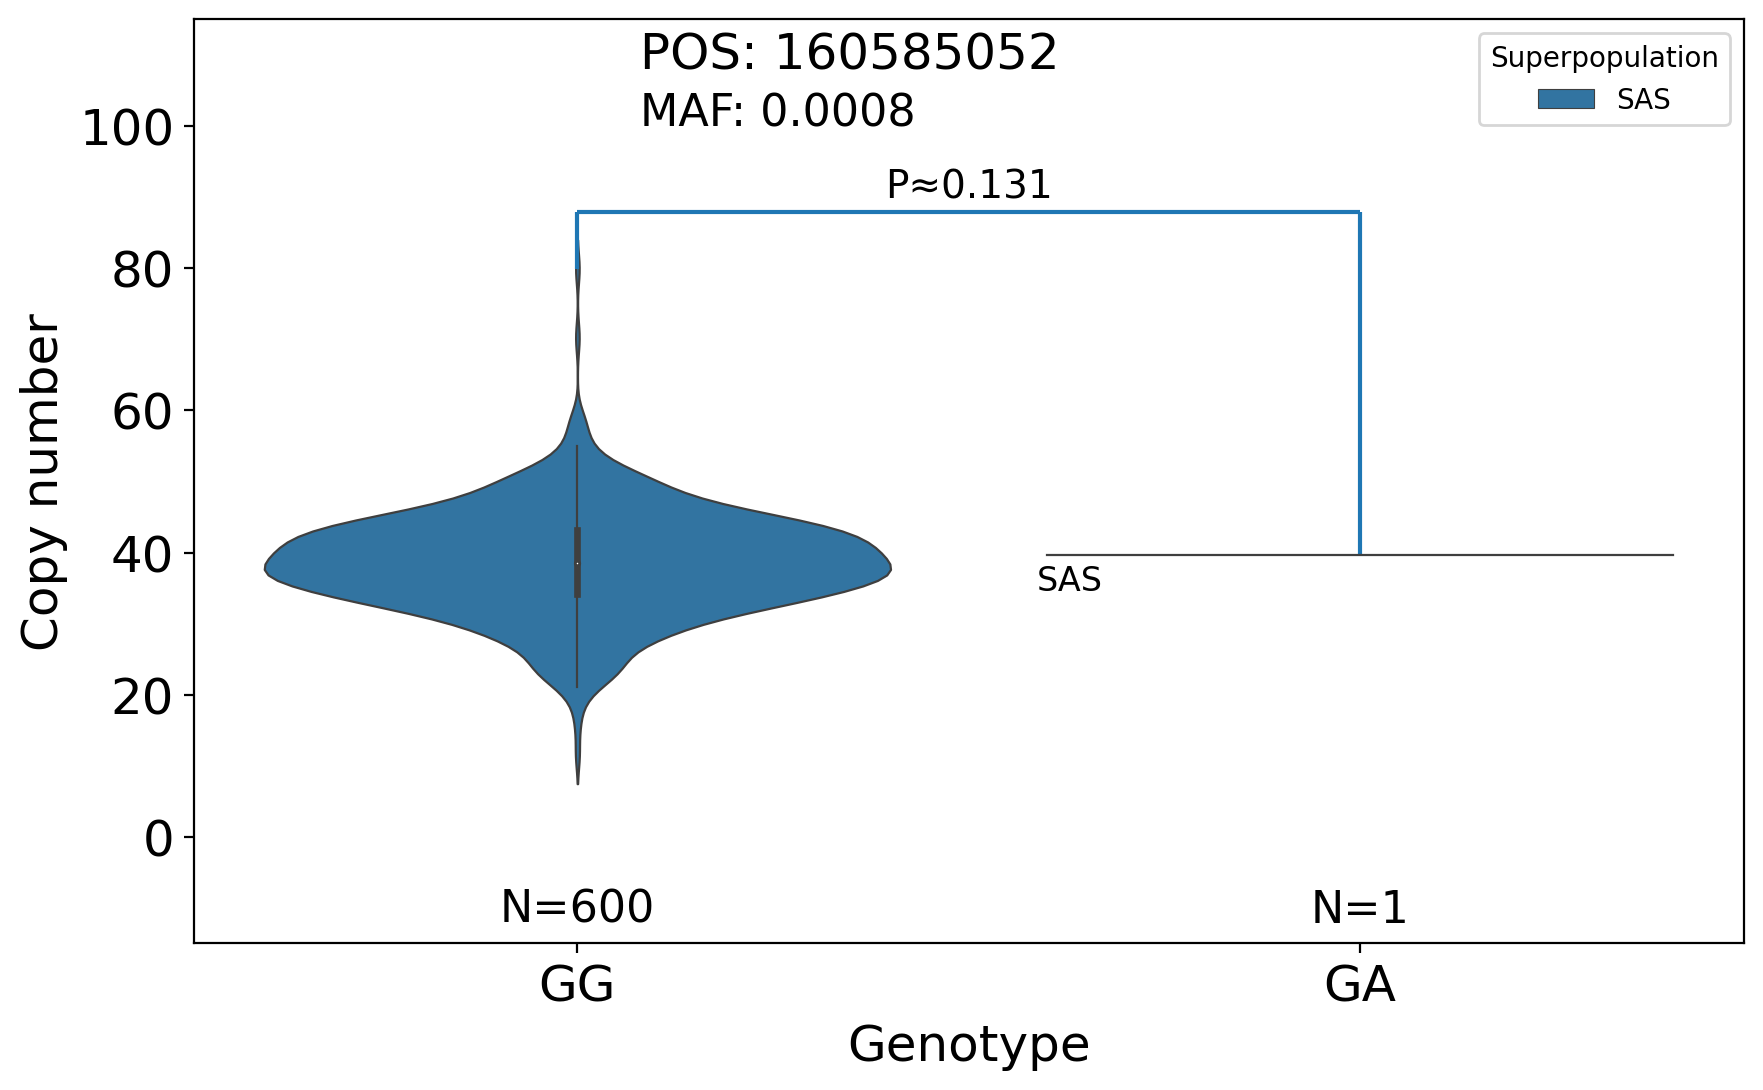 POS: 160585052
MAF: 0.0008
Superpopulation
SAS
P≈0.131
100
80
60
40
20
0
Copy number
SAS
N=600
N=1
GG
GA
Genotype